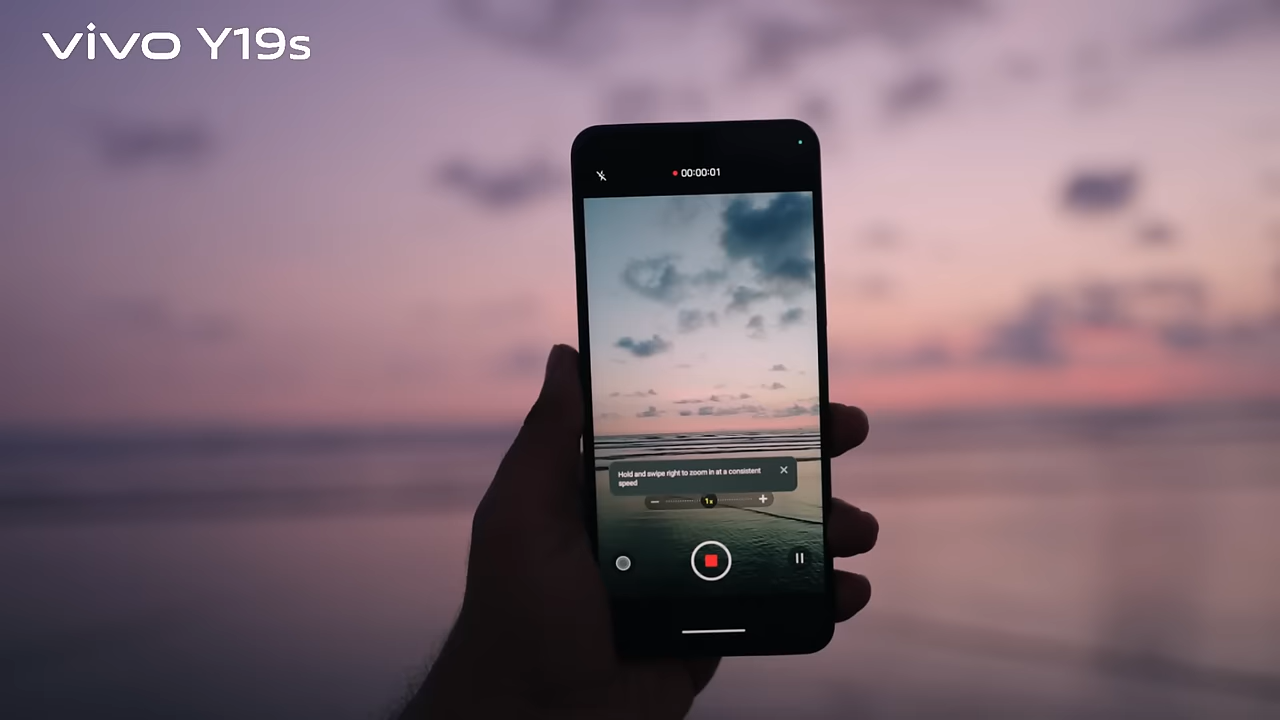 vivo Y19s
00:00:01
Hold and swipe right to zoom in at a consistent
speed
1x